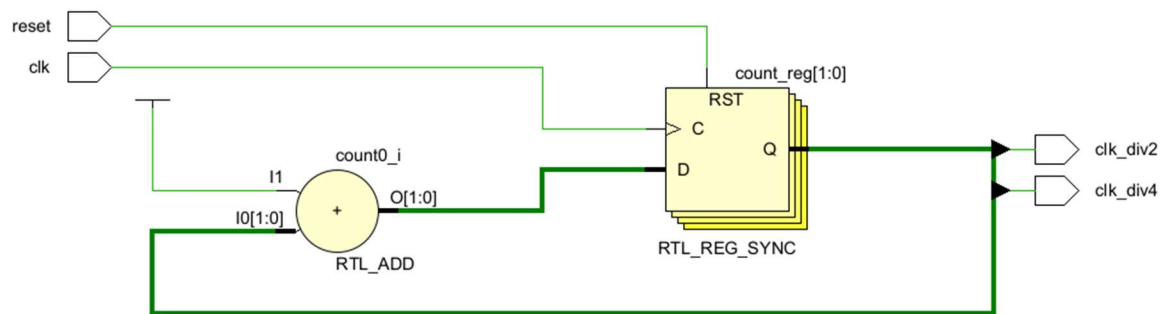 reset
clk
count_reg[1:0]
RST
C
count0_i
Q
clk_div2
D
I1
O[1:0]
clk_div4
I0[1:0]
+
RTL_REG_SYNC
RTL_ADD